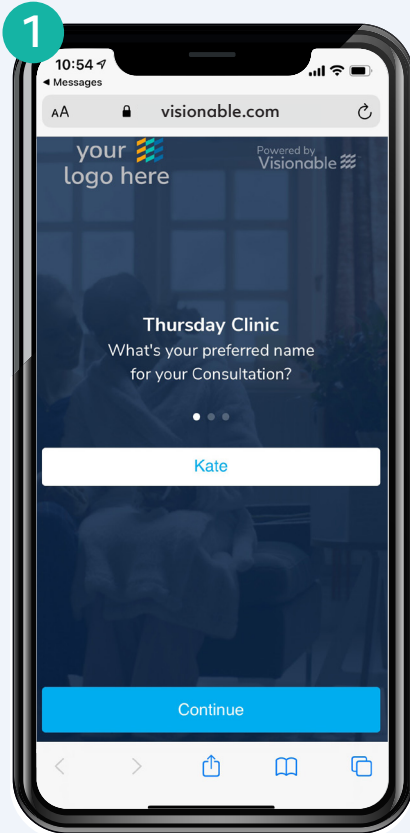 1
10:54
Messages
AA visionable.com
your
logo here
Powered by
Visionable
Thursday Clinic
What's your preferred name
for your Consultation?
Kate
Continue